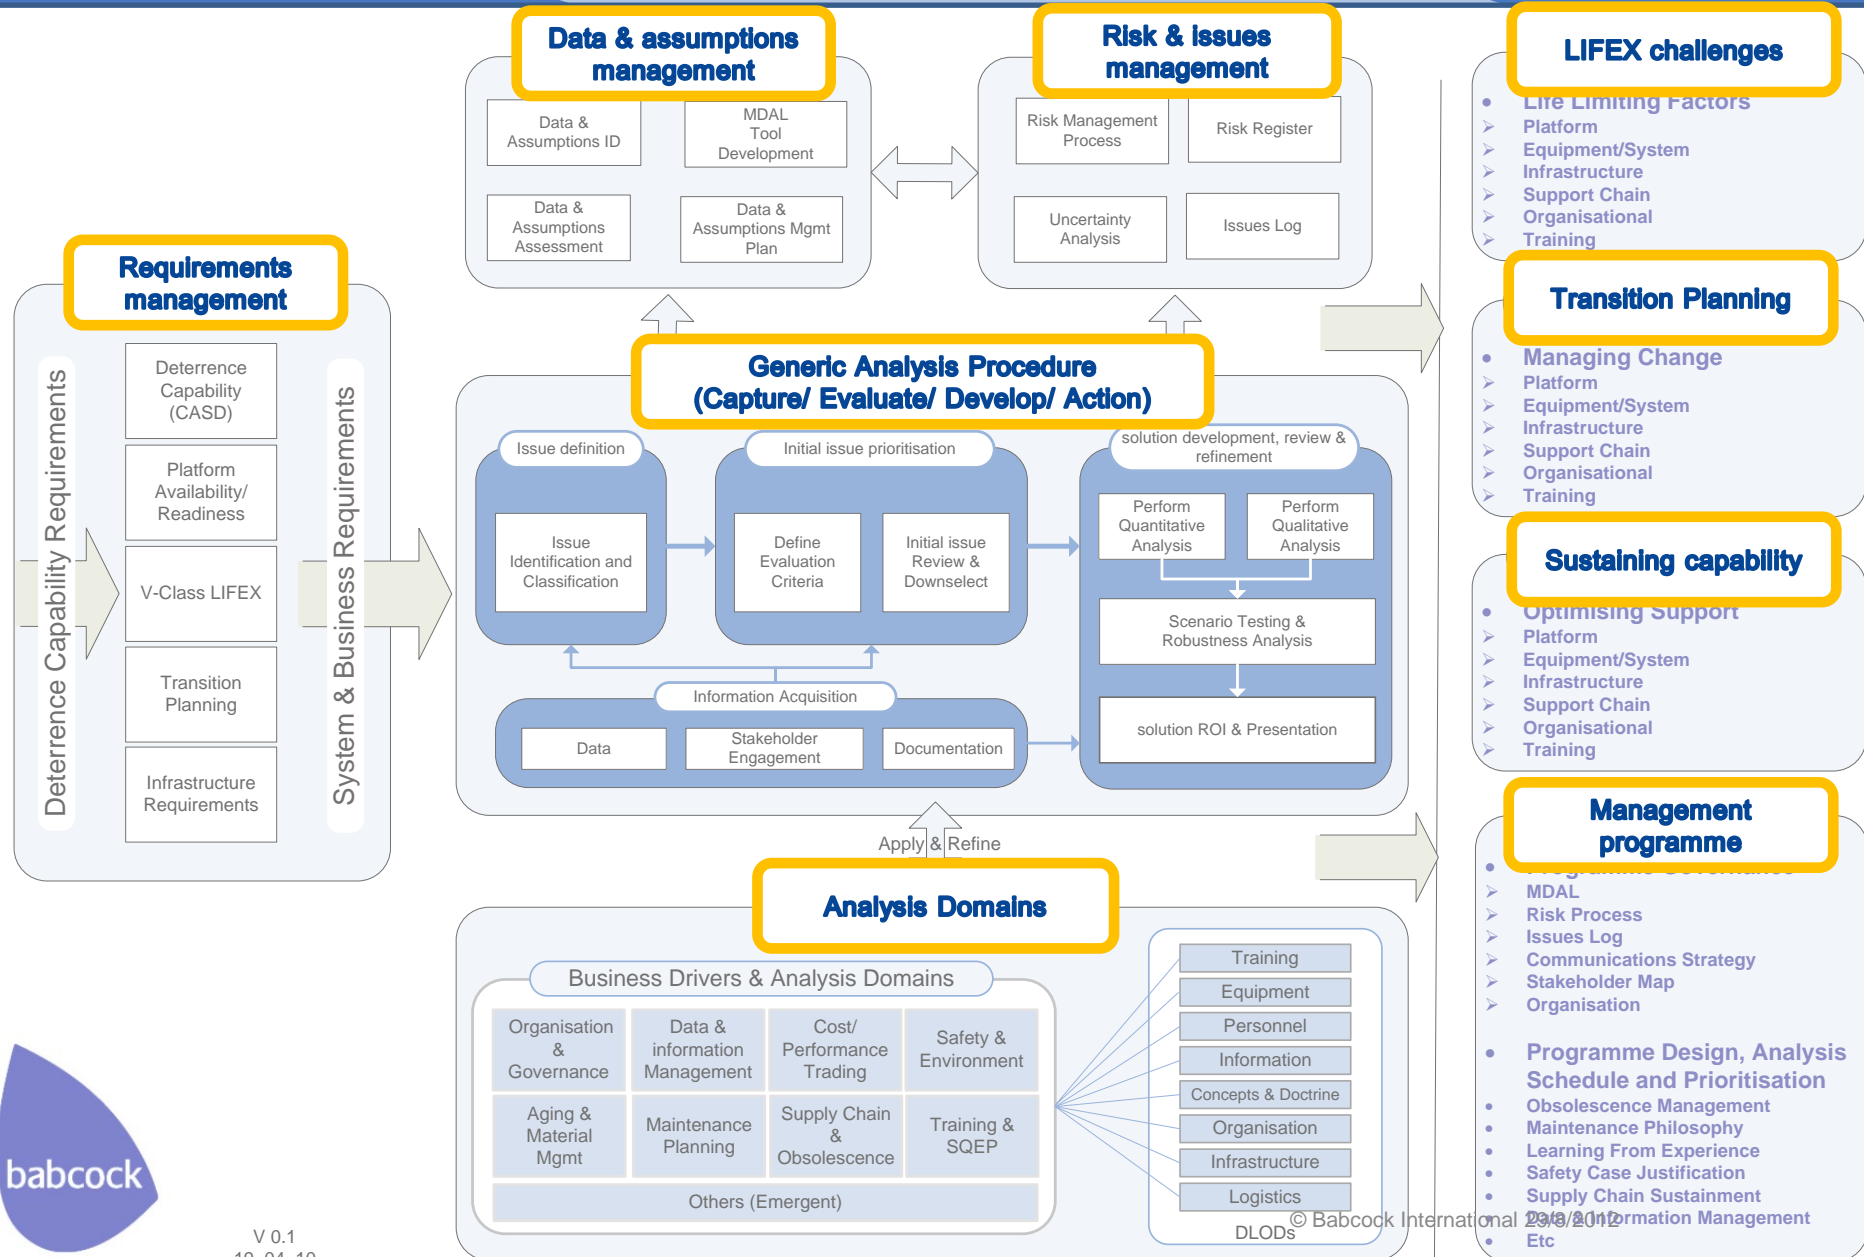 Data & assumptions
management
Data &
Assumptions ID
MDAL
Tool
Development
Data &
Assumptions
Assessment
Data &
Assumptions Mgmt
Plan
Risk & issues
management
Risk Management
Process
Risk Register
Uncertainty
Analysis
Issues Log
Requirements
management
Deterrence Capability Requirements
Deterrence
Capability
(CASD)
Platform
Availability/
Readiness
V-Class LIFEX
Transition
Planning
Infrastructure
Requirements
System & Business Requirements
Generic Analysis Procedure
(Capture/ Evaluate/ Develop/ Action)
Issue definition
Issue
Identification and
Classification
Initial issue prioritisation
Define
Evaluation
Criteria
Initial issue
Review &
Downselect
solution development, review &
refinement
Perform
Quantitative
Analysis
Perform
Qualitative
Analysis
Scenario Testing &
Robustness Analysis
solution ROI & Presentation
Information Acquisition
Data
Stakeholder
Engagement
Documentation
Apply & Refine
Analysis Domains
Business Drivers & Analysis Domains
Organisation
&
Governance
Data &
information
Management
Cost/
Performance
Trading
Safety &
Environment
Aging &
Material
Mgmt
Maintenance
Planning
Supply Chain
&
Obsolescence
Training &
SQEP
Others (Emergent)
Training
Equipment
Personnel
Information
Concepts & Doctrine
Organisation
Infrastructure
Logistics
DLODs
LIFEX challenges
• Life Limiting Factors
➢ Platform
➢ Equipment/System
➢ Infrastructure
➢ Support Chain
➢ Organisational
➢ Training
Transition Planning
• Managing Change
➢ Platform
➢ Equipment/System
➢ Infrastructure
➢ Support Chain
➢ Organisational
➢ Training
Sustaining capability
• Optimising Support
➢ Platform
➢ Equipment/System
➢ Infrastructure
➢ Support Chain
➢ Organisational
➢ Training
Management
programme
• Programme Governance
➢ MDAL
➢ Risk Process
➢ Issues Log
➢ Communications Strategy
➢ Stakeholder Map
➢ Organisation
• Programme Design, Analysis
Schedule and Prioritisation
• Obsolescence Management
• Maintenance Philosophy
• Learning From Experience
• Safety Case Justification
• Supply Chain Sustainment
• Data & Information Management
• Etc
© Babcock International 29/8/2012
babcock
V 0.1